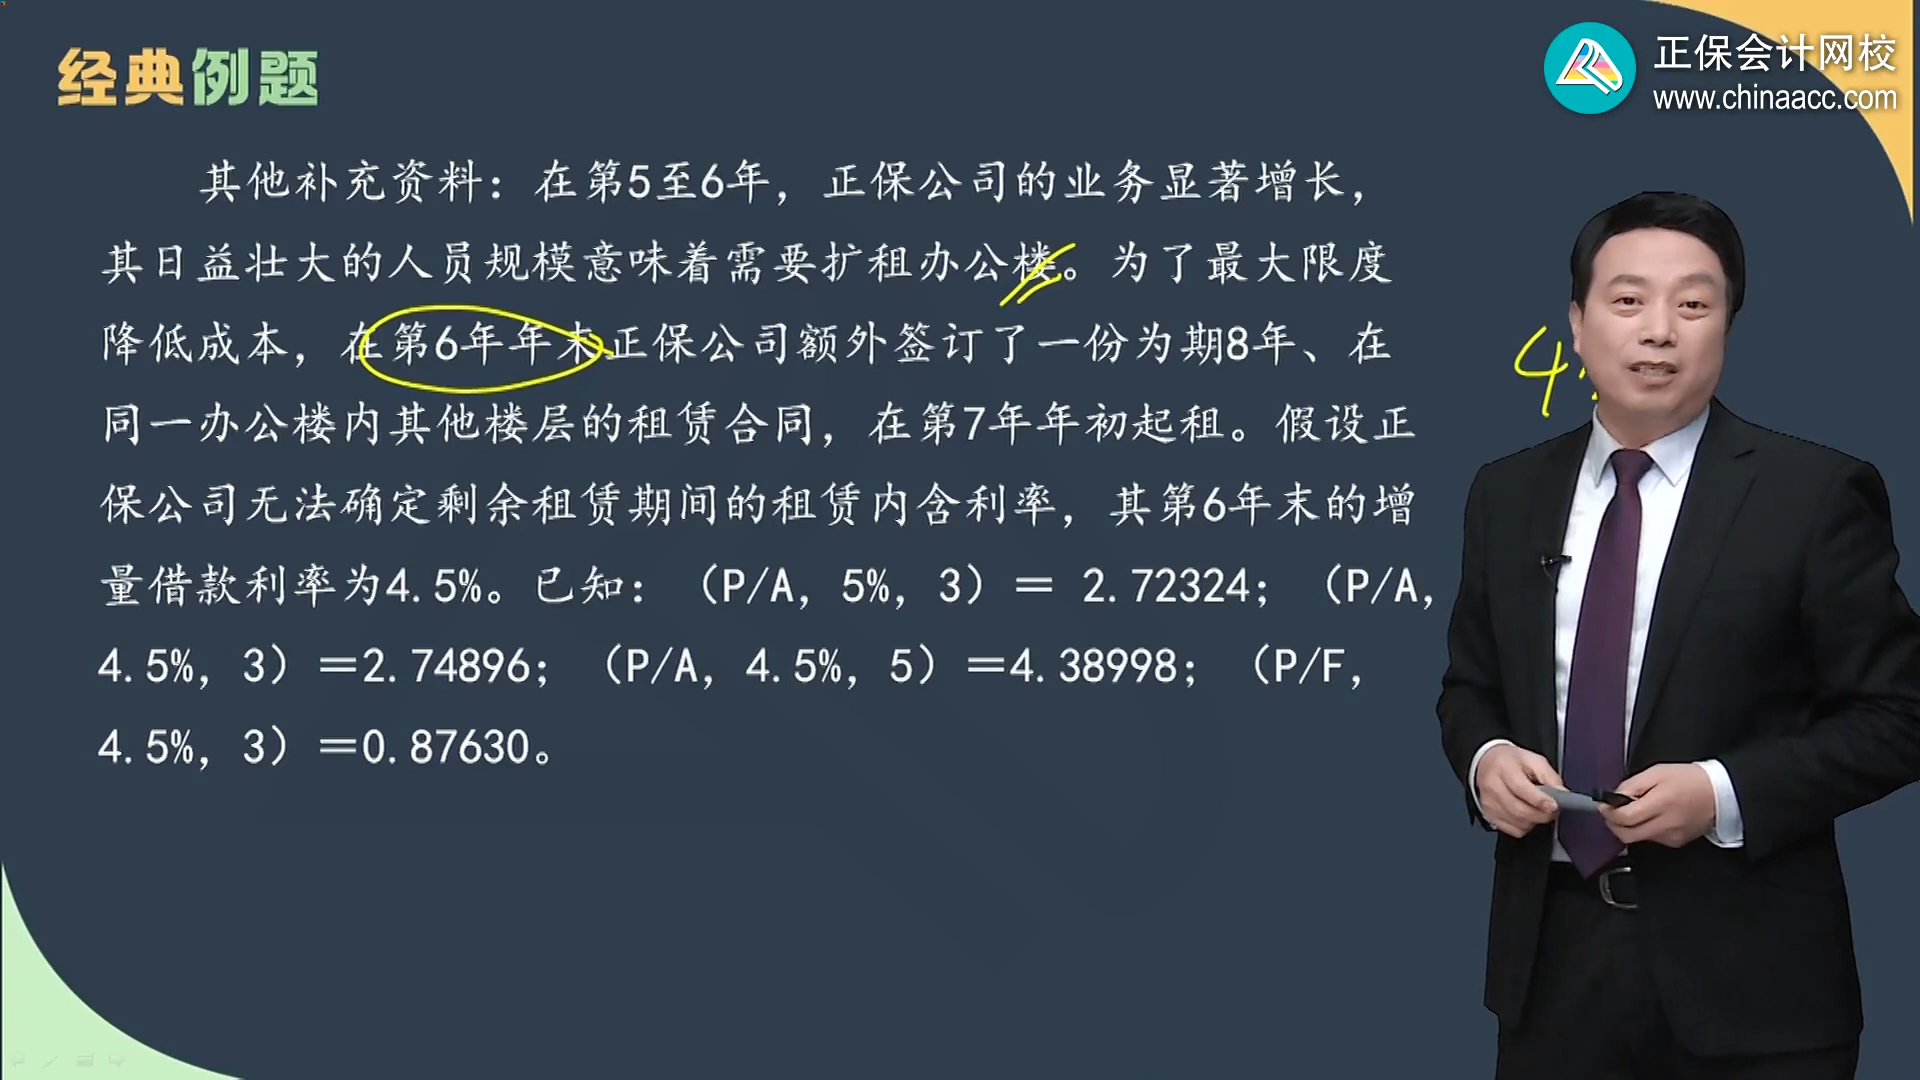 经典例题
正保会计网校
www.chinaacc.com
其他补充资料：在第5至6年，正保公司的业务显著增长，
其日益壮大的人员规模意味着需要扩租办公楼。为了最大限度
降低成本，在第6年年末正保公司额外签订了一份为期8年、在
同一办公楼内其他楼层的租赁合同，在第7年年初起租。假设正
保公司无法确定剩余租赁期间的租赁内含利率，其第6年末的增
量借款利率为4.5%。已知：（P/A，5%，3）＝ 2.72324；（P/A，
4.5%，3）＝2.74896；（P/A，4.5%，5）＝4.38998；（P/F，
4.5%，3）＝0.87630。
4